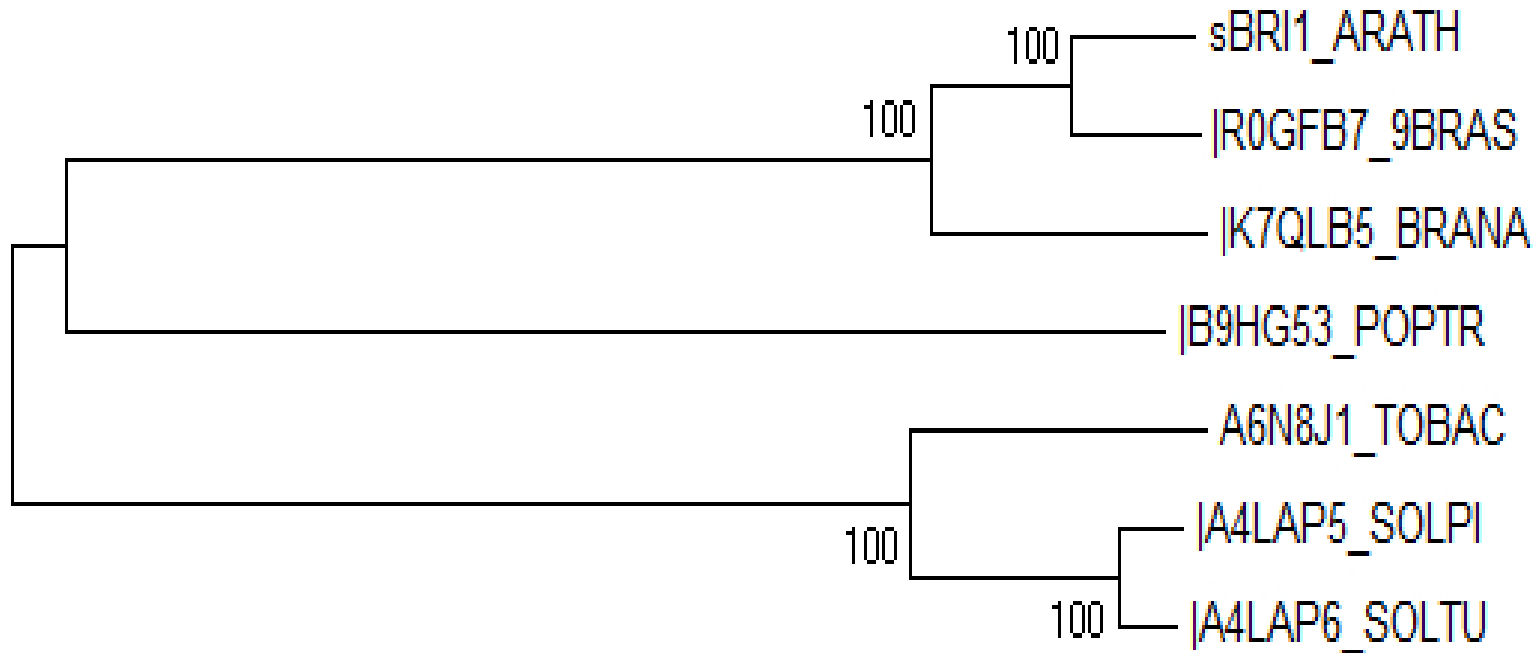 sBRI1_ARATH
100
|R0GFB7_9BRAS
100
|K7QLB5_BRANA
|B9HG53_POPTR
A6N8J1_TOBAC
|A4LAP5_SOLPI
100
|A4LAP6_SOLTU
100